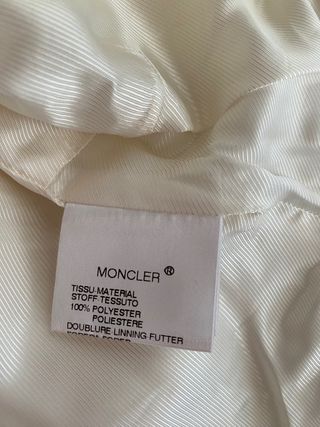 MONCLER®
TISSU-MATERIAL
STOFF-TESSUTO
100% POLYESTER
POLIESTERE
DOUBLURE-LINNING-FUTTER